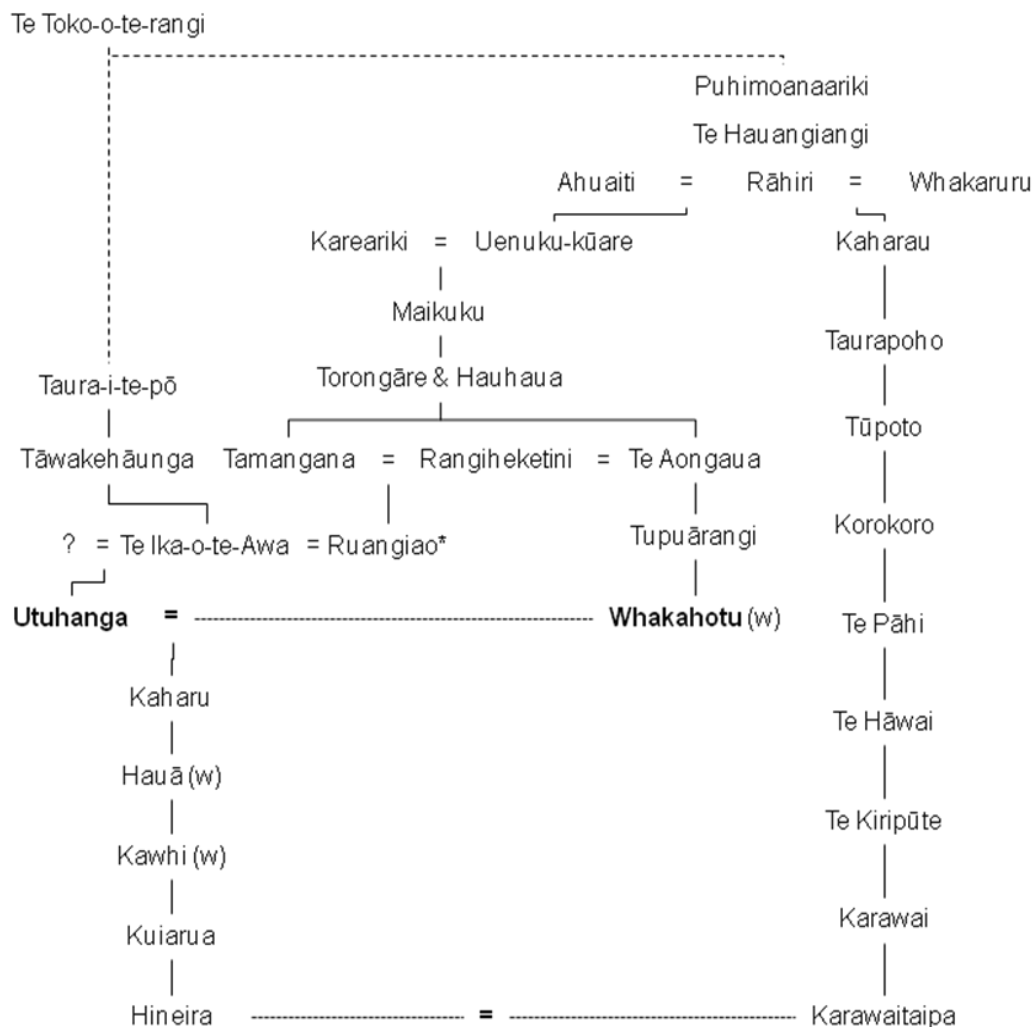 Te Toko-o-te-rangi
Puhimoanaariki
Te Hauangiangi
Ahuaiti = Rāhiri = Whakaruru
Kareariki = Uenuku-kūare Kaharau
Maikuku
Taurapoho
Taura-i-te-pō Torongāre & Hauhaua
Tūpoto
Tāwakehāunga Tamangana = Rangiheketini = Te Aongaua
Korokoro
? = Te Ika-o-te-Awa = Ruangiao* Tupuārangi
Utuhanga = Whakahotu (w) Te Pāhi
Kaharu
Te Hāwai
Hauā (w)
Te Kiripūte
Kawhi (w)
Karawai
Kuiarua
Hineira = Karawaitaipa